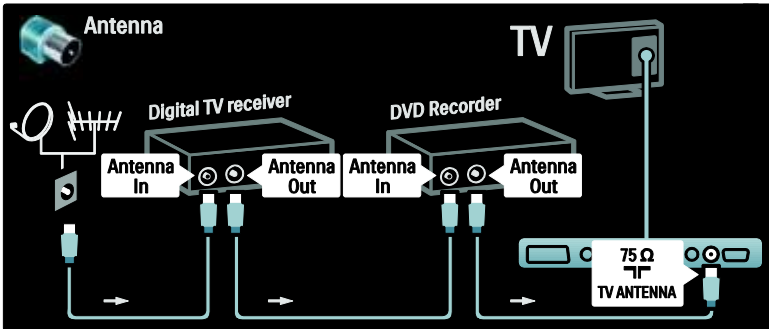 Antenna
TV
Digital TV receiver
DVD Recorder
Antenna
In
Antenna
Out
Antenna
In
Antenna
Out
75 Ω
TV ANTENNA